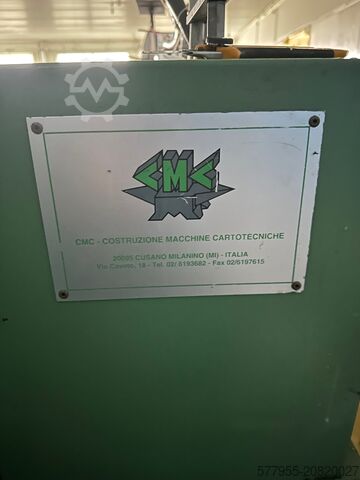 CMC
CMC - COSTRUZIONE MACCHINE CARTOTECNICHE
20095 CUSANO MILANINO (MI) - ITALIA
Via Cavour, 18 - Tel. 02/ 6193682 - Fax 02/6197615
577955-20820027